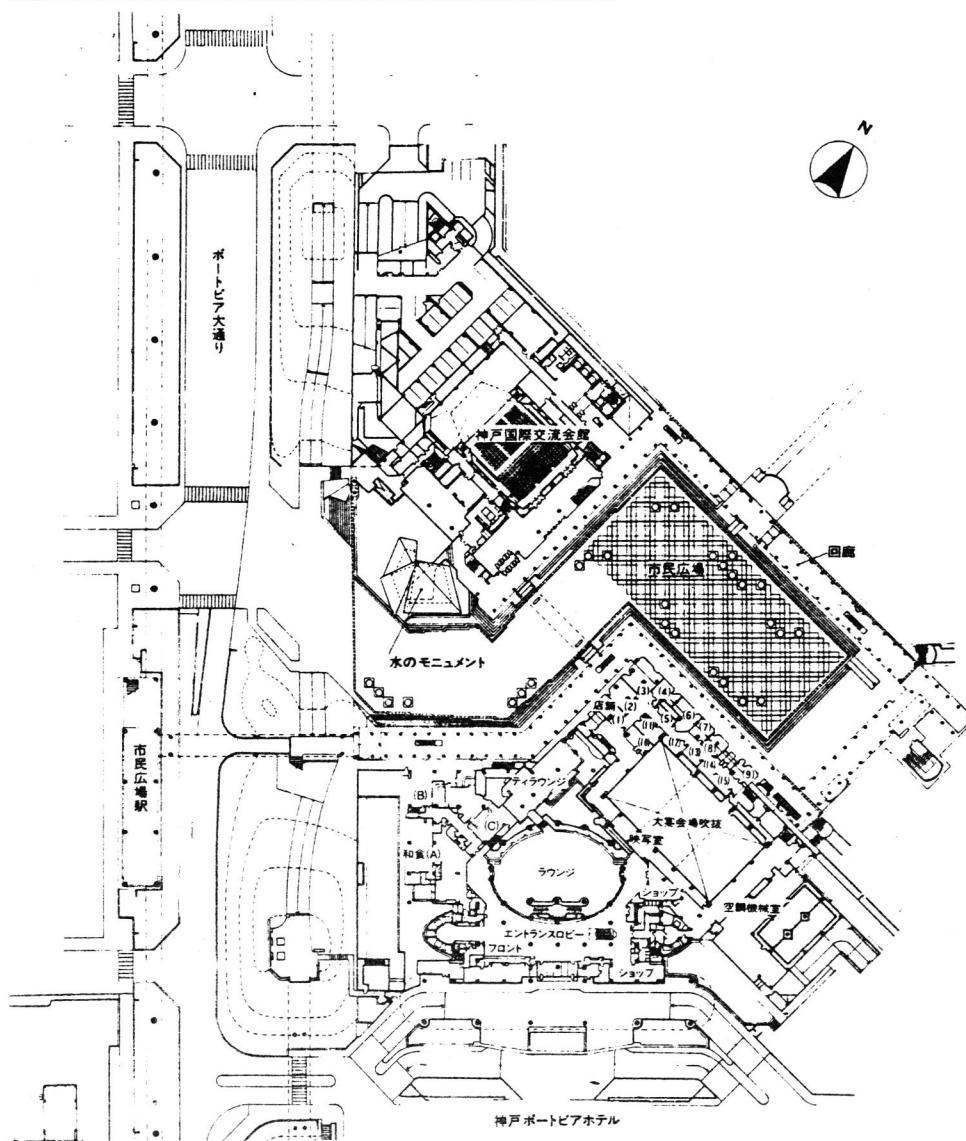 N
ポートピア大通り
神戸国際交流会館
回廊
市民広場
水のモニュメント
店舗
(1)
(2)
(3)
(4)
(5)
(6)
(7)
(8)
(9)
(10)
(11)
(12)
(13)
(14)
(15)
市民広場駅
ティラウンジ
(B)
(C)
大宴会場吹抜
映写室
和食(A)
ラウンジ
ショップ
空調機械室
エントランスロビー
フロント
ショップ
神戸ポートピアホテル